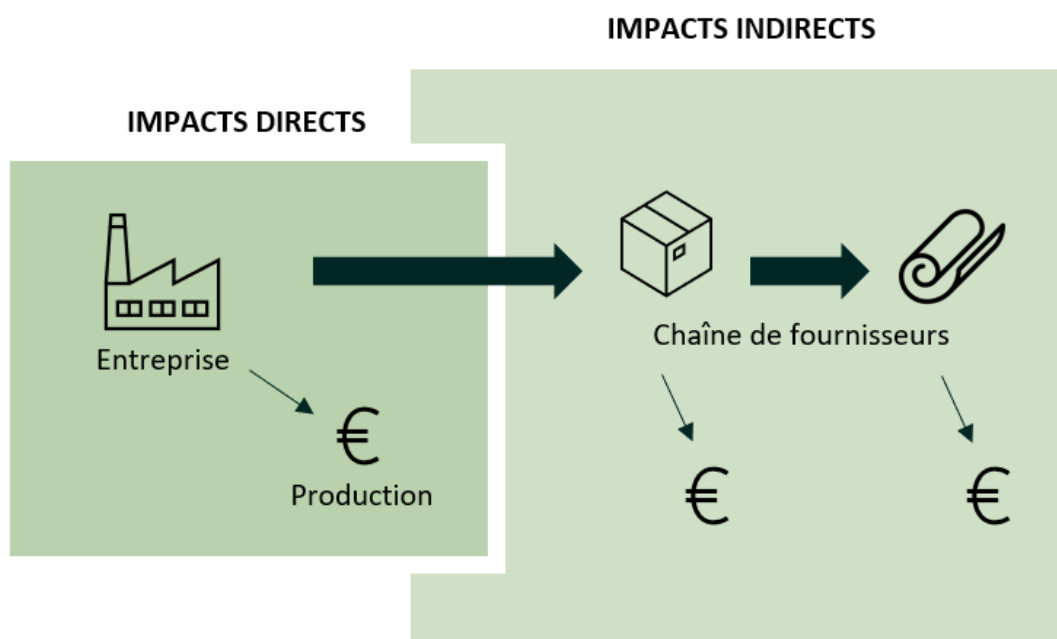 IMPACTS INDIRECTS
IMPACTS DIRECTS
Entreprise
Chaîne de fournisseurs
€
Production
€
€